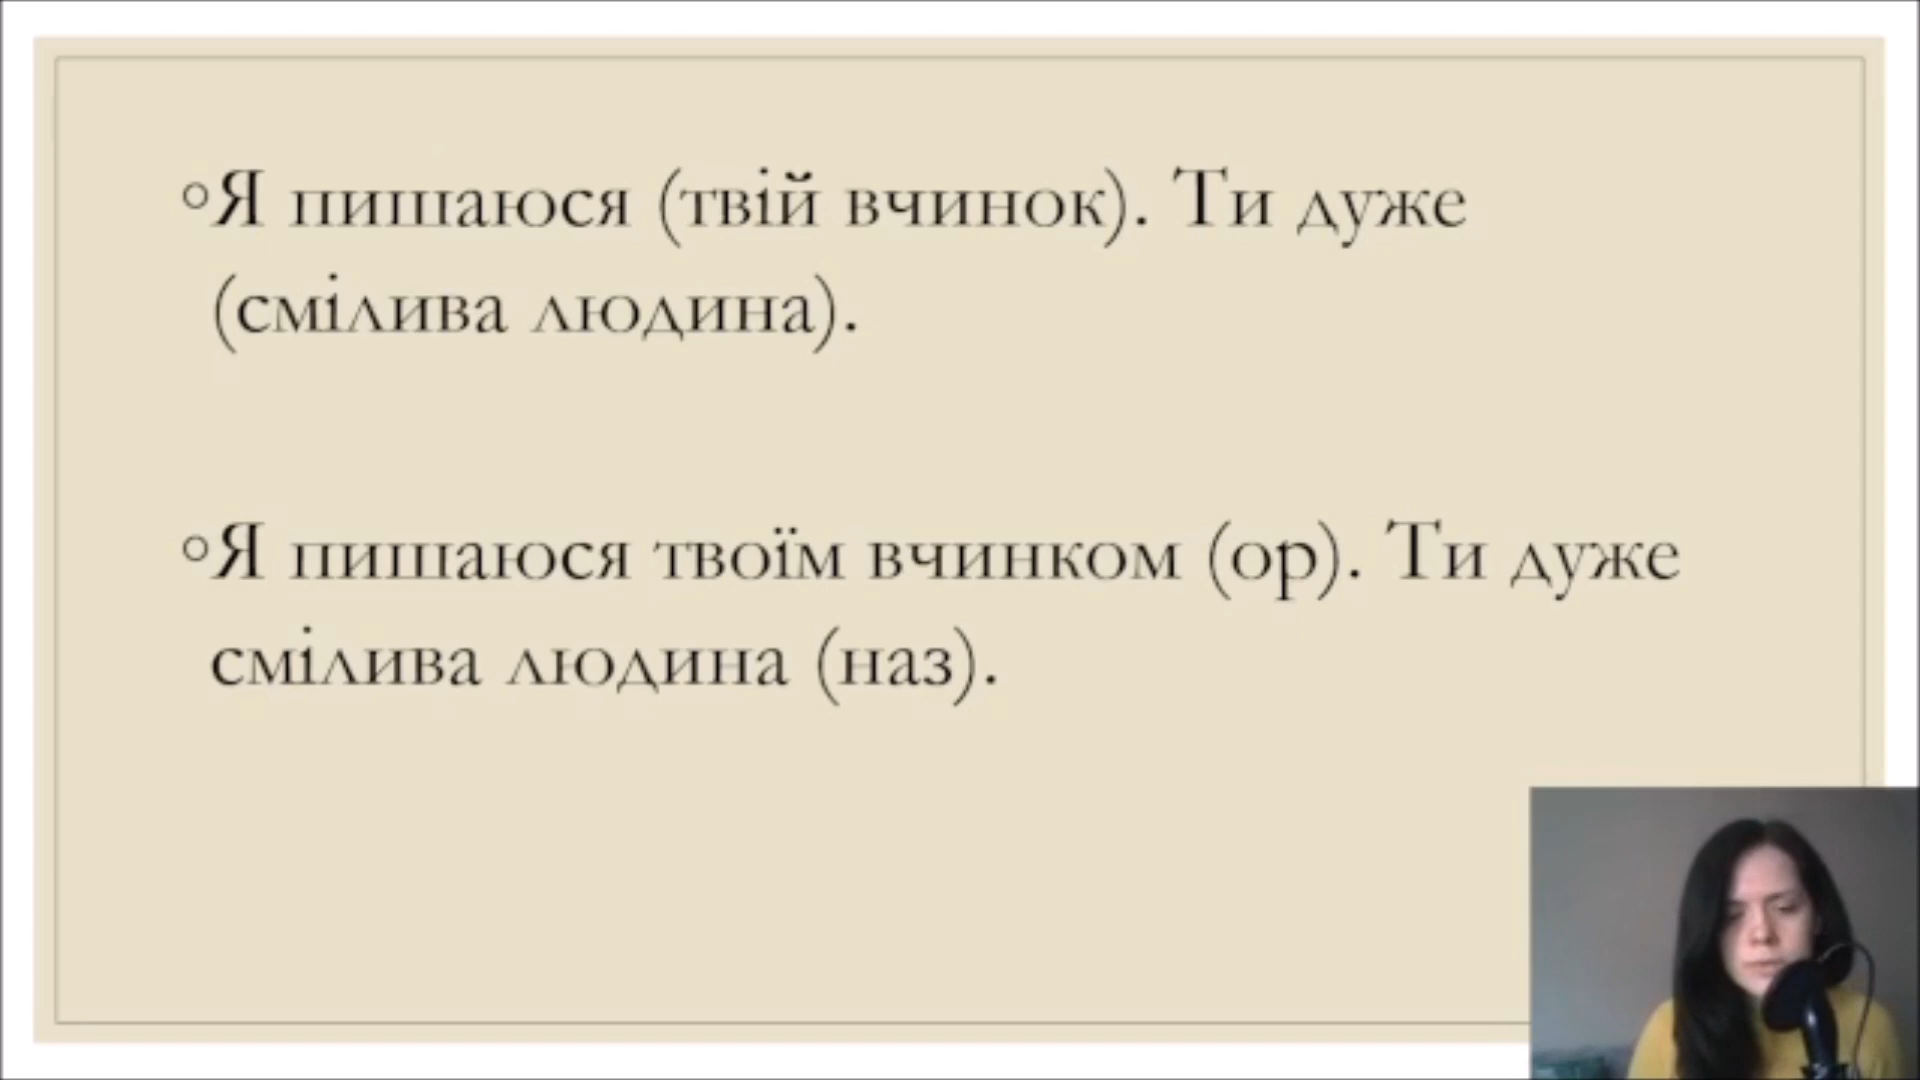 Я пишаюся (твій вчинок). Ти дуже
(смілива людина).
Я пишаюся твоїм вчинком (ор). Ти дуже
смілива людина (наз).